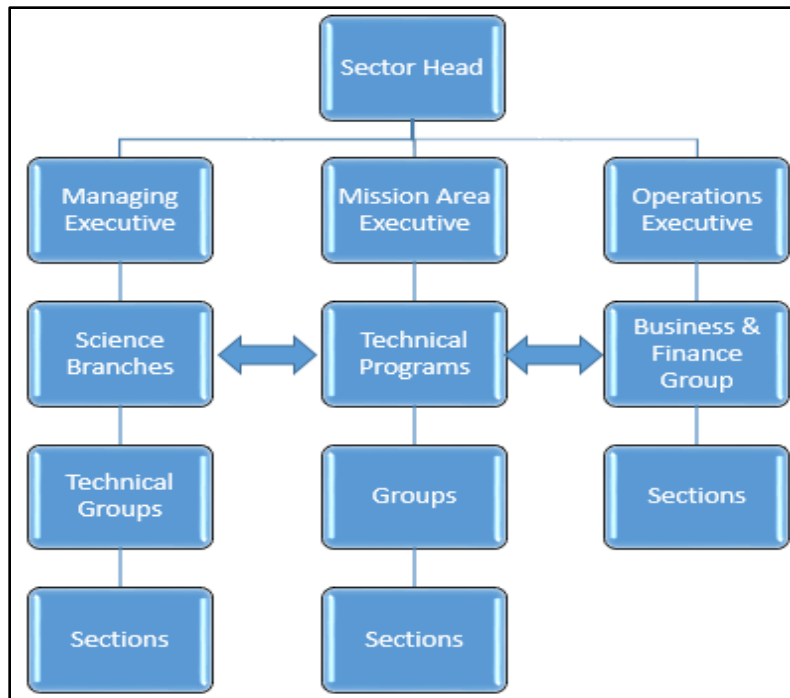 Sector Head
Managing
Executive
Mission Area
Executive
Operations
Executive
Science
Branches
Technical
Programs
Business &
Finance
Group
Technical
Groups
Groups
Sections
Sections
Sections